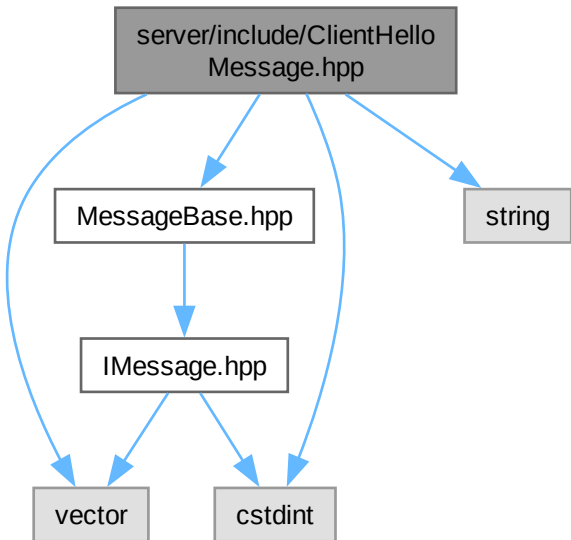 server/include/ClientHello
Message.hpp
MessageBase.hpp
string
IMessage.hpp
vector
cstdint